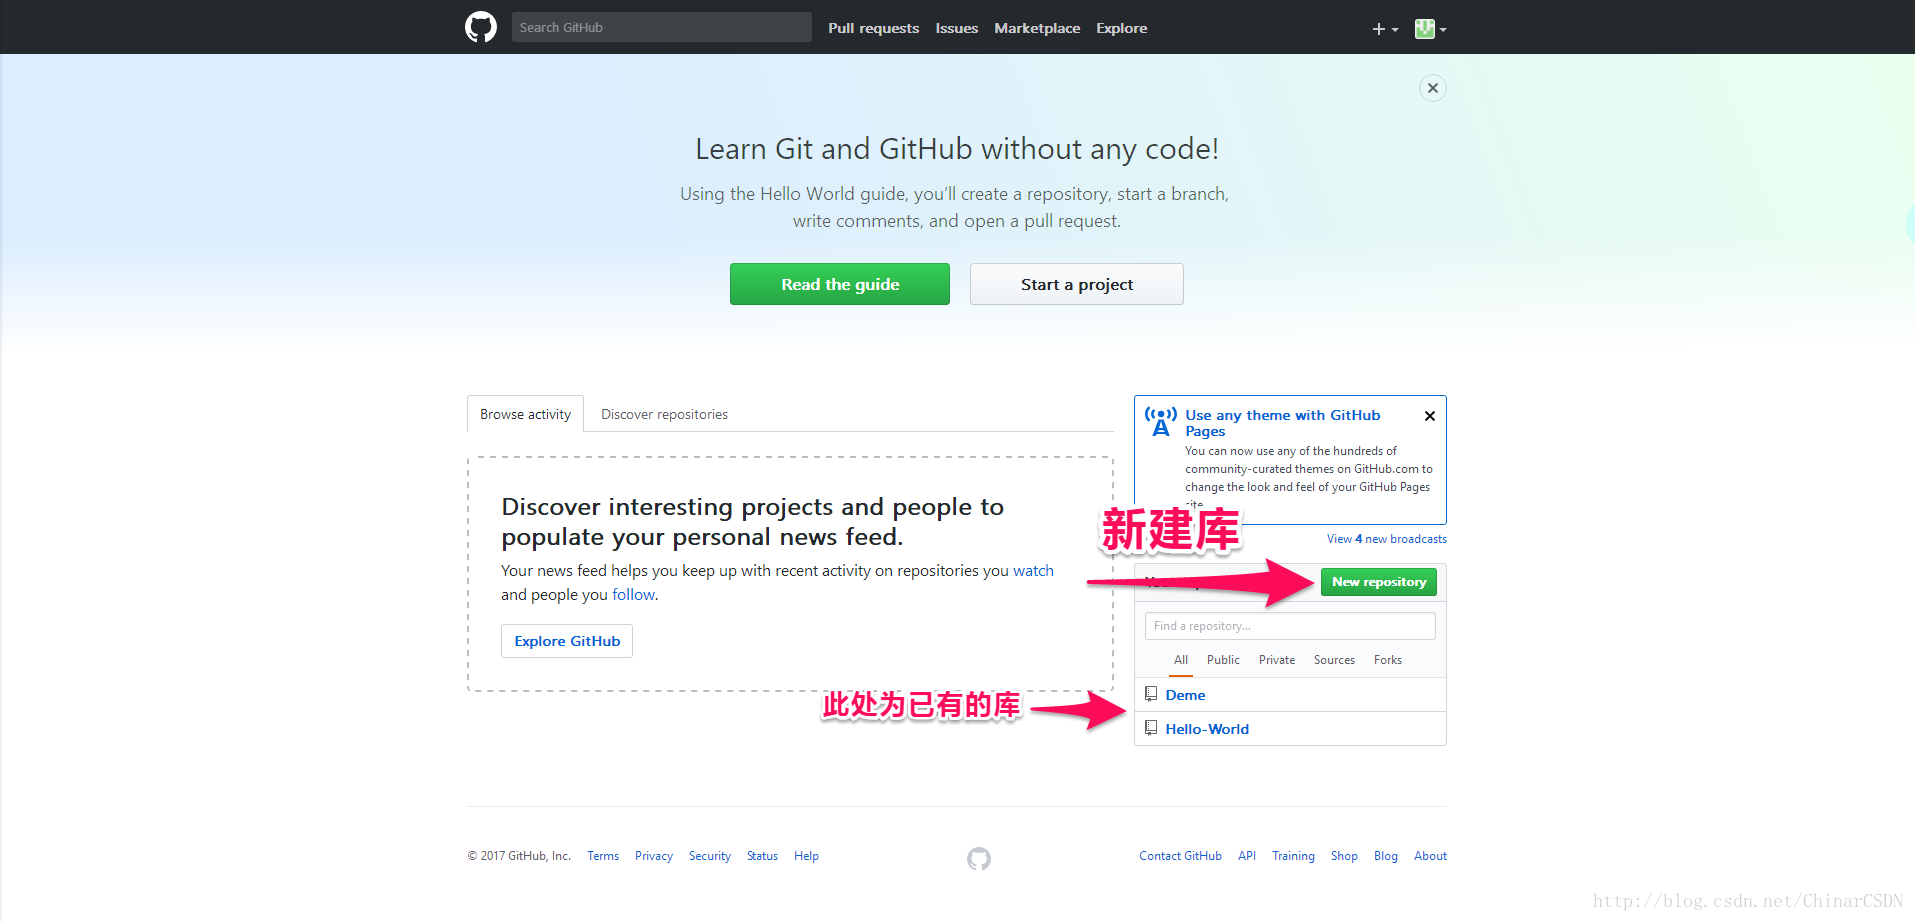 Search GitHub
Pull requests
Issues
Marketplace
Explore
Learn Git and GitHub without any code!
Using the Hello World guide, you’ll create a repository, start a branch,
write comments, and open a pull request.
Read the guide
Start a project
Browse activity
Discover repositories
Use any theme with GitHub
Pages
You can now use any of the hundreds of
community-curated themes on GitHub.com to
change the look and feel of your GitHub Pages
site.
View 4 new broadcasts
Discover interesting projects and people to
populate your personal news feed.
Your news feed helps you keep up with recent activity on repositories you watch
and people you follow.
Explore GitHub
新建库
New repository
Find a repository...
All
Public
Private
Sources
Forks
此处为已有的库
Deme
Hello-World
© 2017 GitHub, Inc.
Terms
Privacy
Security
Status
Help
Contact GitHub
API
Training
Shop
Blog
About
http://blog.csdn.net/ChinarCSDN